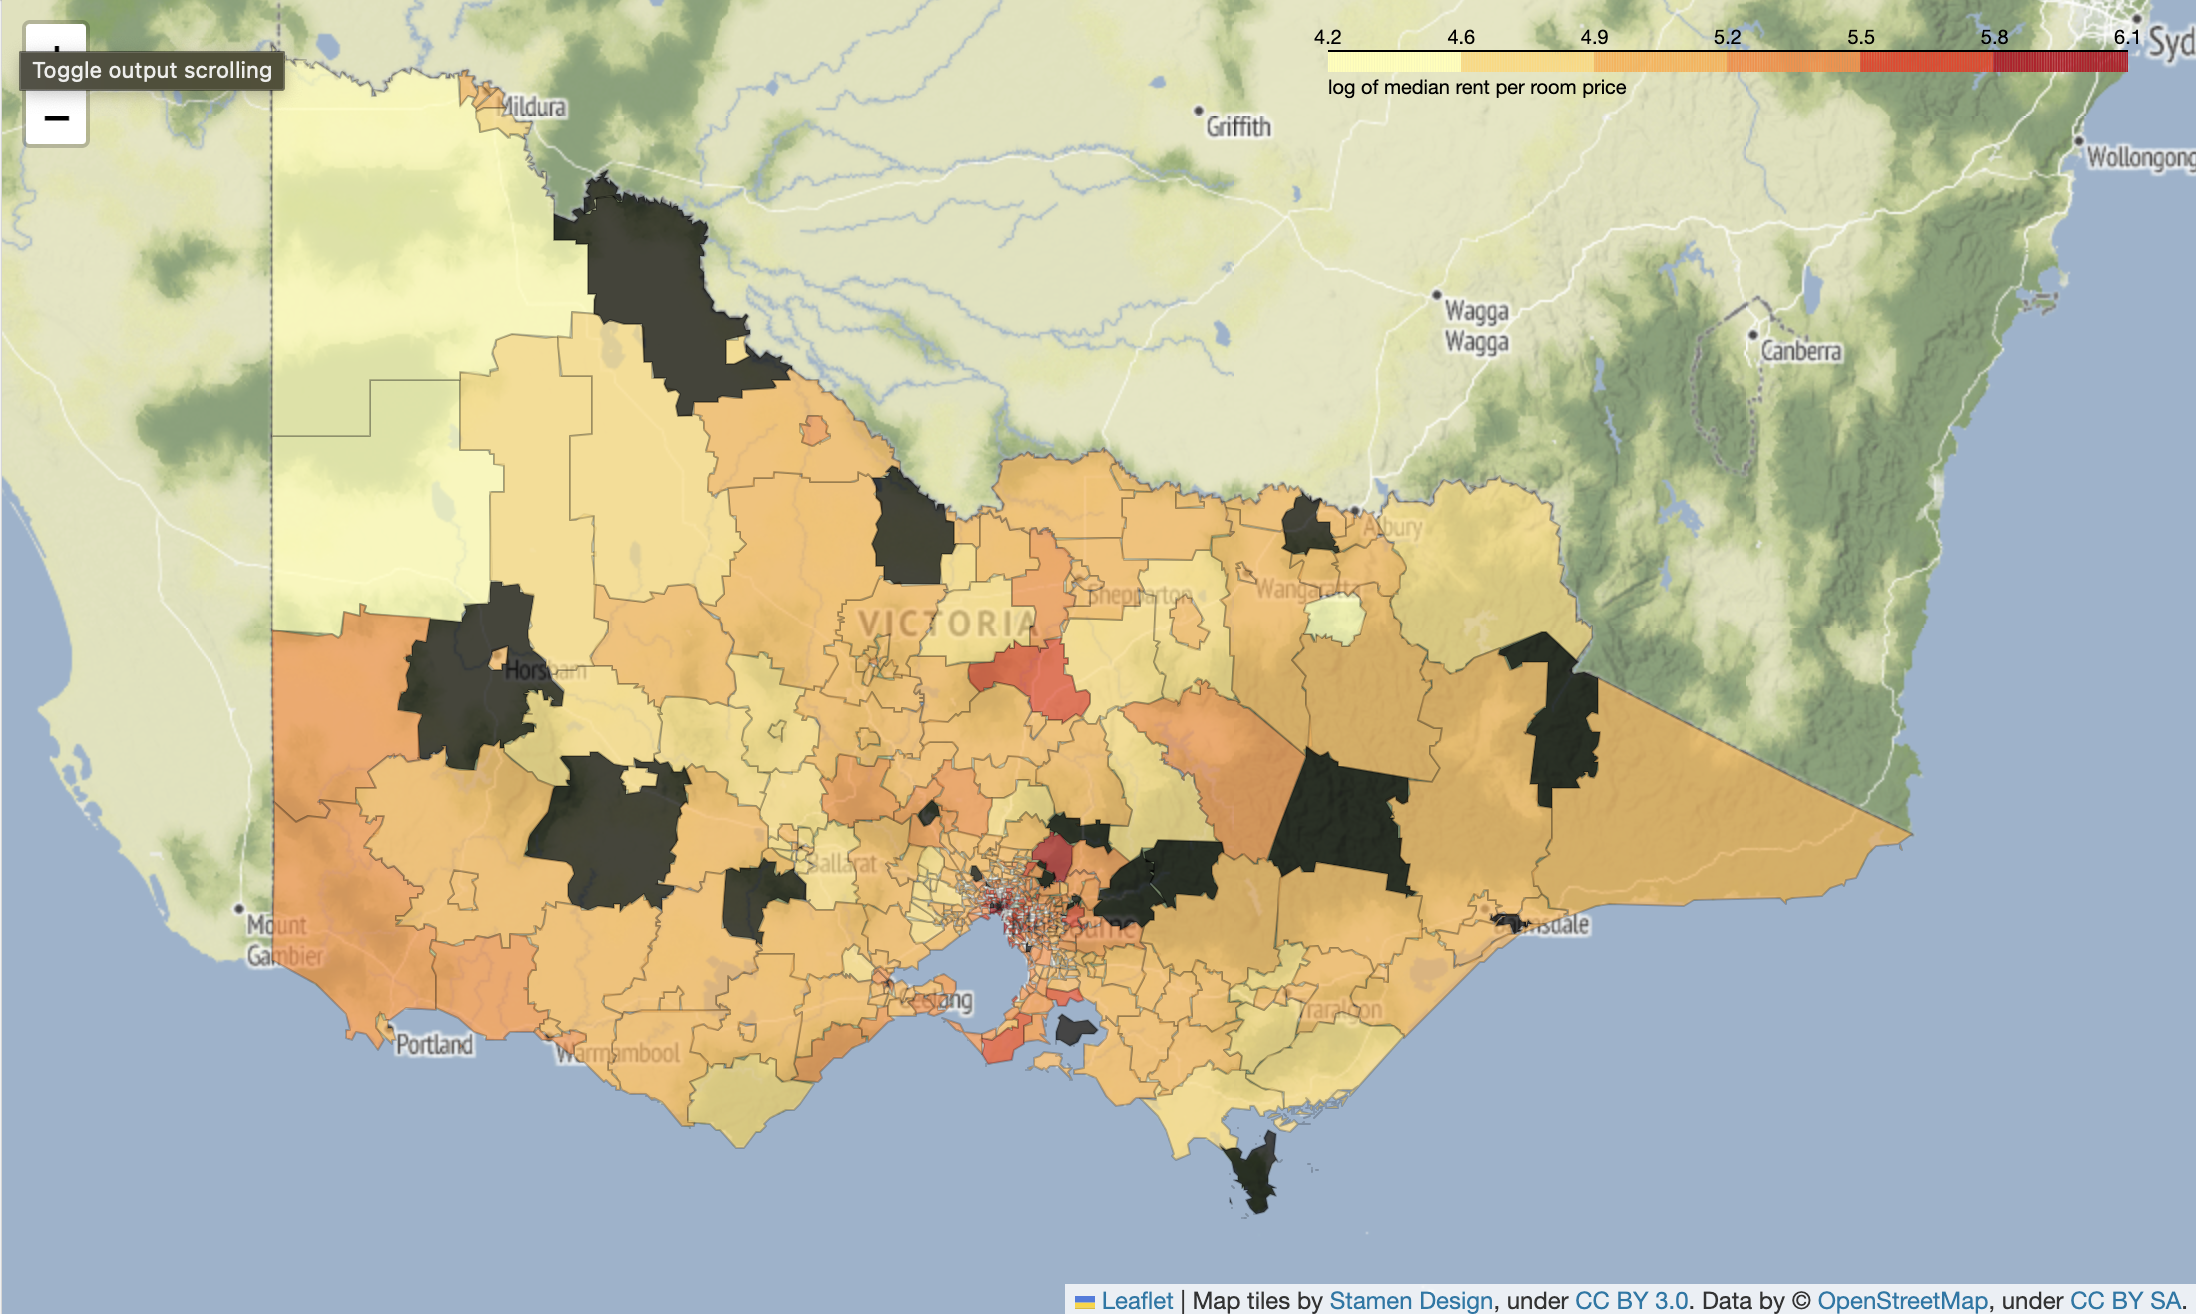 4.2 4.6 4.9 5.2 5.5 5.8 6.1
log of median rent per room price
+
Toggle output scrolling
−
Mildura
Griffith
Syd
Wollongong
Wagga
Wagga
Canberra
Albury
Shepparton
Wangaratta
VICTORIA
Horsham
Ballarat
Mount
Gambier
Bairnsdale
Geelong
Traralgon
Portland
Warrnambool
Leaflet | Map tiles by Stamen Design, under CC BY 3.0. Data by © OpenStreetMap, under CC BY SA.